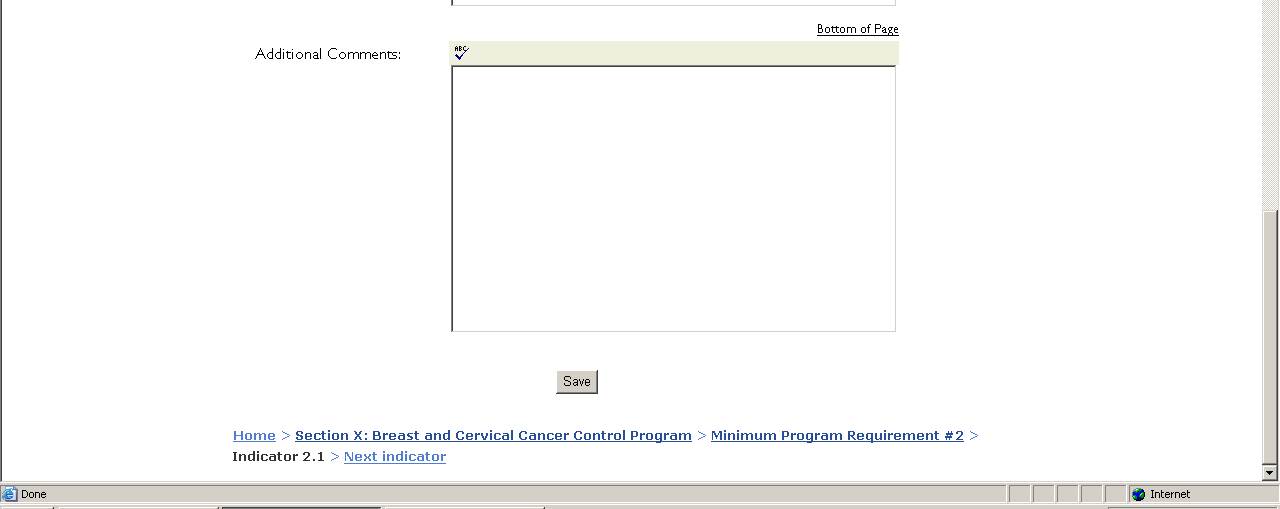 Bottom of Page
Additional Comments:
ABC
Save
Home > Section X: Breast and Cervical Cancer Control Program > Minimum Program Requirement #2 >
Indicator 2.1 > Next indicator
Done
Internet